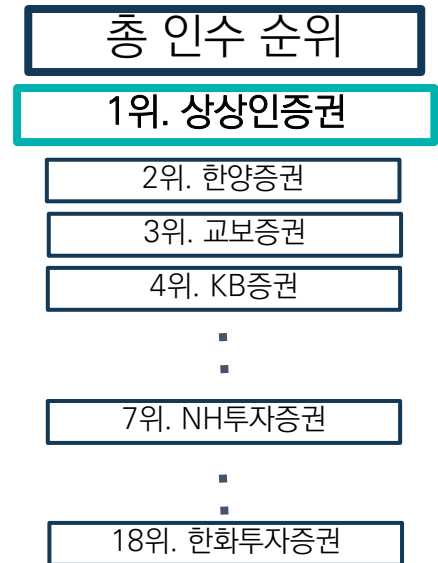 총 인수 순위
1위. 상상인증권
2위. 한양증권
3위. 교보증권
4위. KB증권
7위. NH투자증권
18위. 한화투자증권